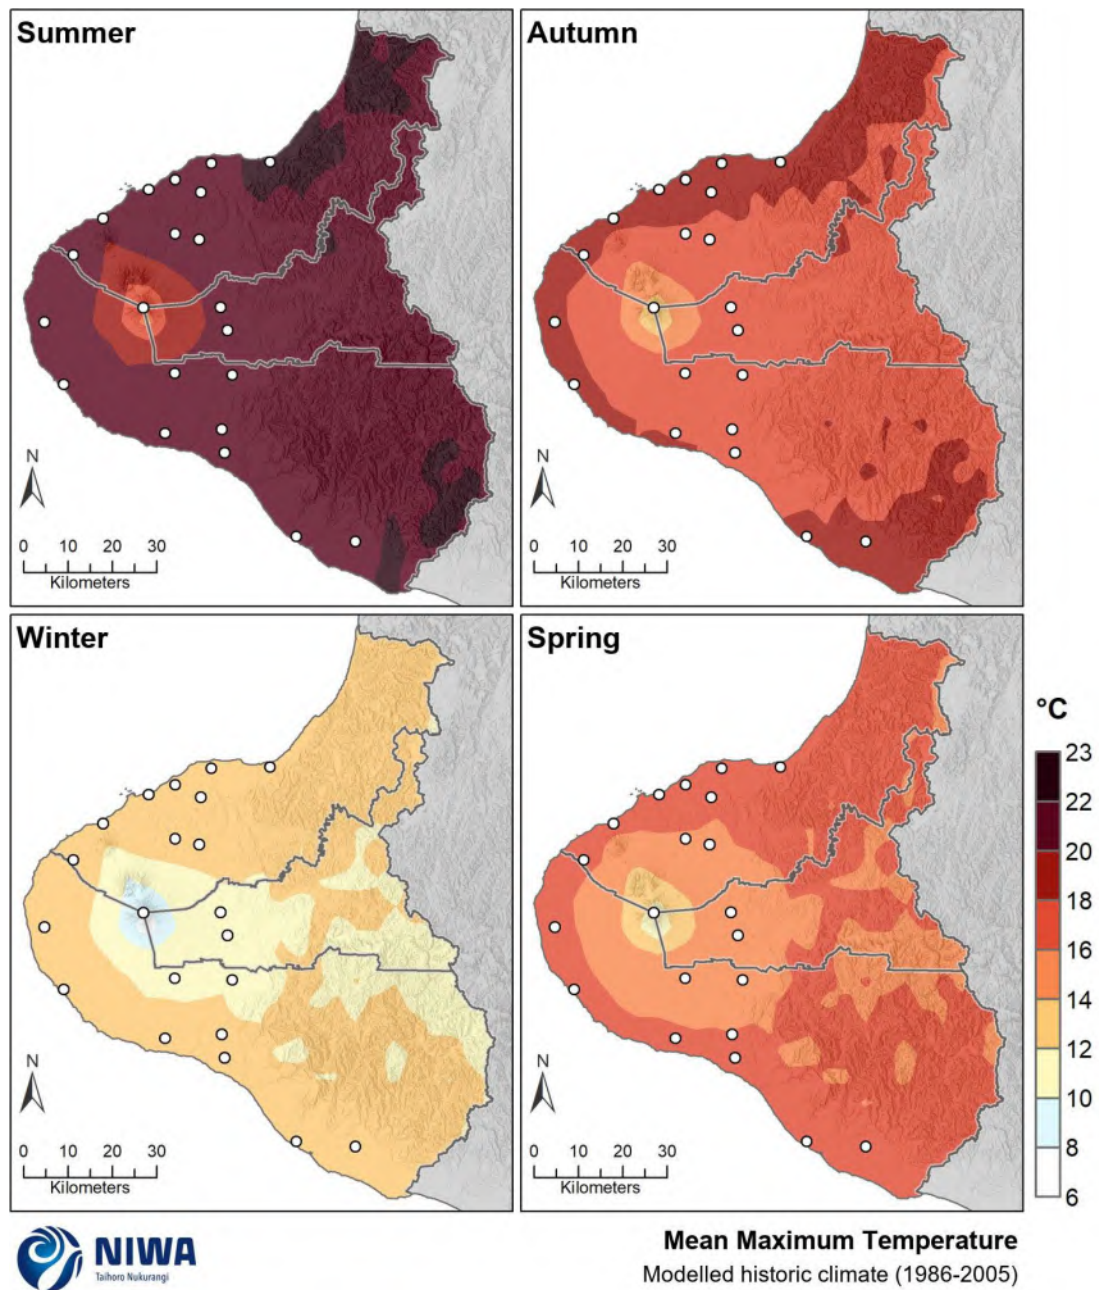 Summer
Autumn
N
0 10 20 30
Kilometers
N
0 10 20 30
Kilometers
Winter
Spring
N
0 10 20 30
Kilometers
N
0 10 20 30
Kilometers
°C
23
22
20
18
16
14
12
10
8
6
NIWA
Taihoro Nukurangi
Mean Maximum Temperature
Modelled historic climate (1986-2005)